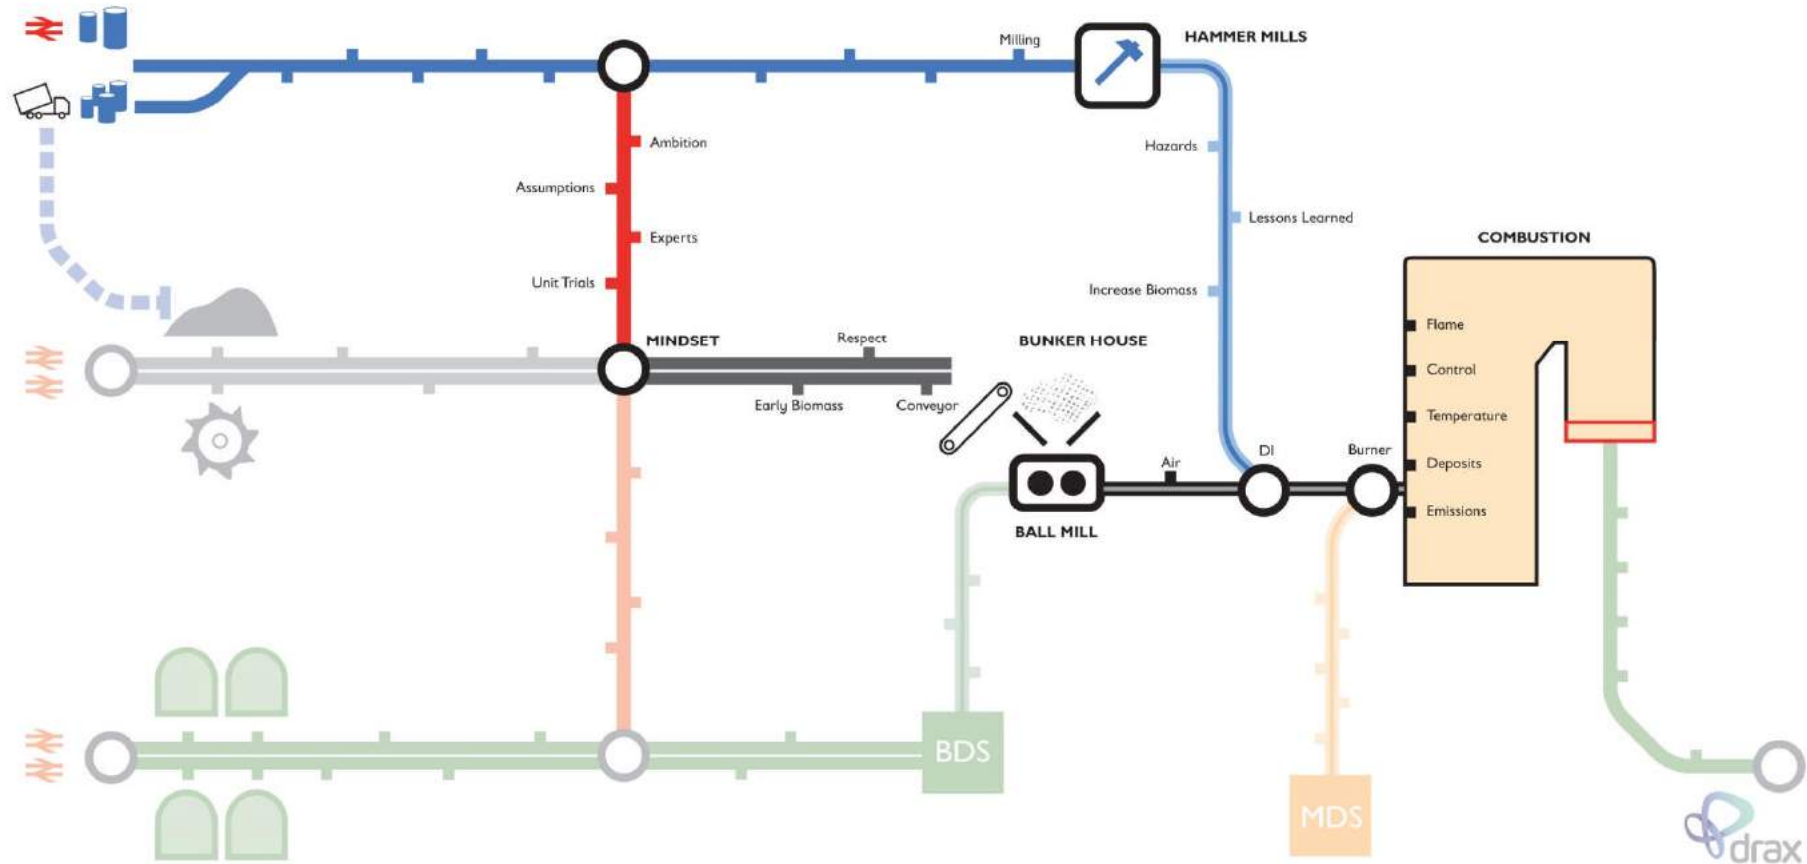 Milling
HAMMER MILLS
Ambition
Hazards
Assumptions
Lessons Learned
Experts
COMBUSTION
Unit Trials
Increase Biomass
Flame
MINDSET
Respect
BUNKER HOUSE
Control
Early Biomass
Conveyor
Temperature
Air
DI
Burner
Deposits
Emissions
BALL MILL
BDS
MDS
drax